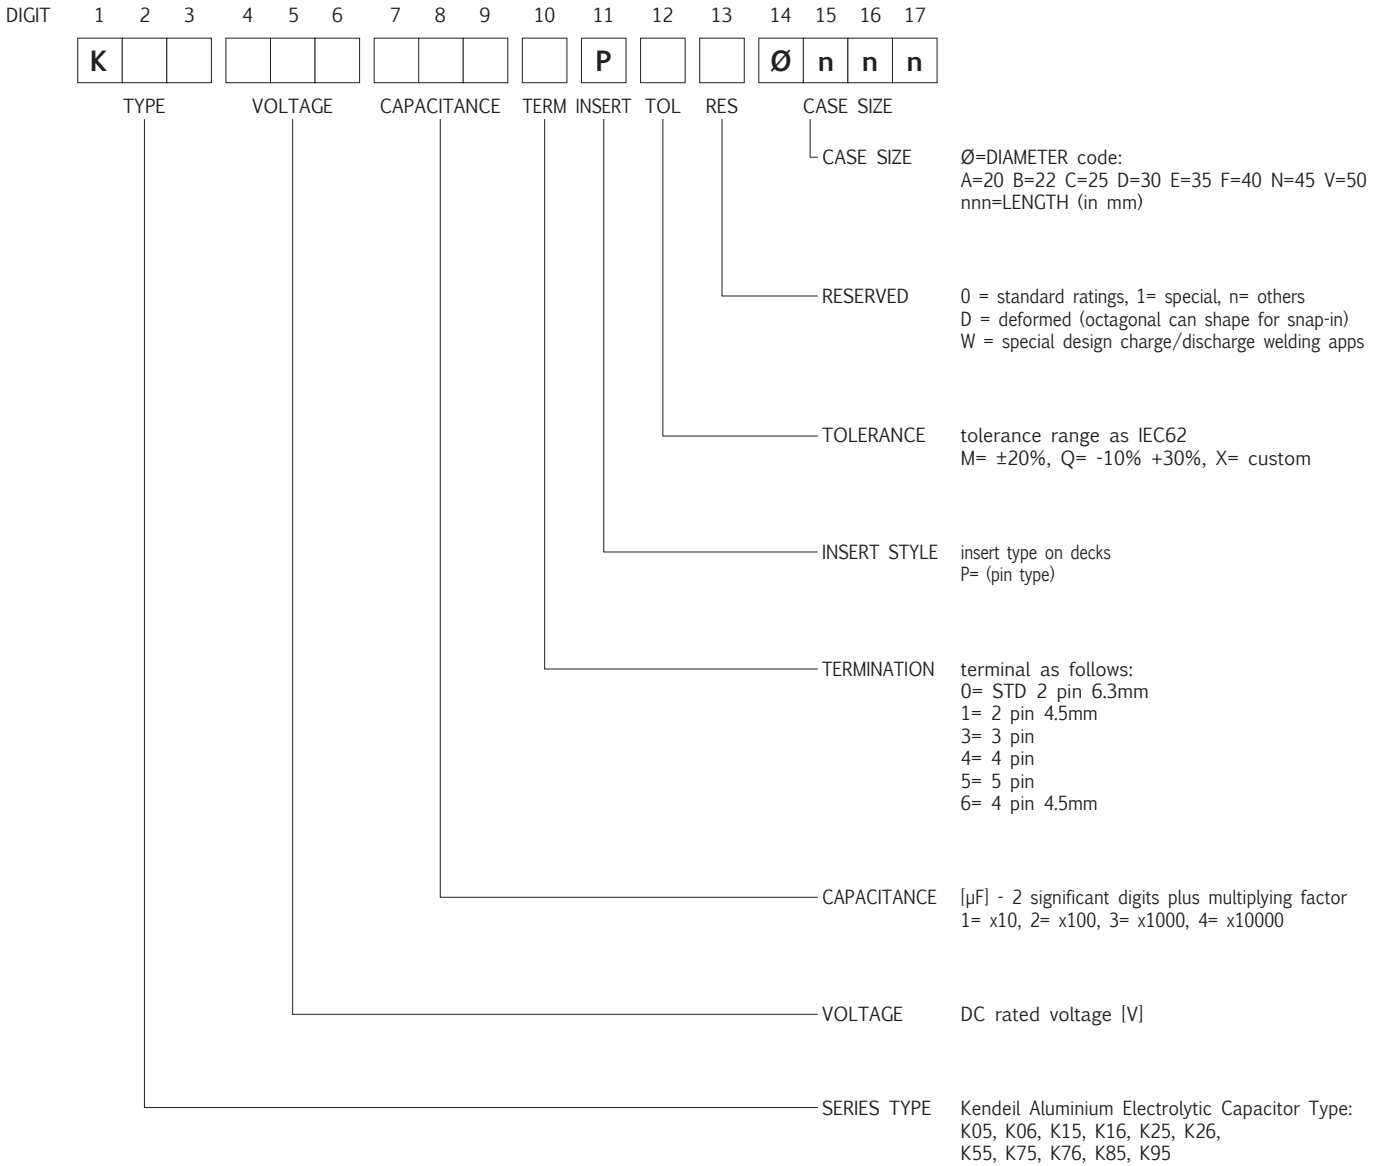 DIGIT 1 2 3 4 5 6 7 8 9 10 11 12 13 14 15 16 17
K P Ø n n n
TYPE VOLTAGE CAPACITANCE TERM INSERT TOL RES CASE SIZE
CASE SIZE Ø=DIAMETER code:
A=20 B=22 C=25 D=30 E=35 F=40 N=45 V=50
nnn=LENGTH (in mm)
RESERVED 0 = standard ratings, 1= special, n= others
D = deformed (octagonal can shape for snap-in)
W = special design charge/discharge welding apps
TOLERANCE tolerance range as IEC62
M= ±20%, Q= -10% +30%, X= custom
INSERT STYLE insert type on decks
P= (pin type)
TERMINATION terminal as follows:
0= STD 2 pin 6.3mm
1= 2 pin 4.5mm
3= 3 pin
4= 4 pin
5= 5 pin
6= 4 pin 4.5mm
CAPACITANCE [µF] - 2 significant digits plus multiplying factor
1= x10, 2= x100, 3= x1000, 4= x10000
VOLTAGE DC rated voltage [V]
SERIES TYPE Kendeil Aluminium Electrolytic Capacitor Type:
K05, K06, K15, K16, K25, K26,
K55, K75, K76, K85, K95